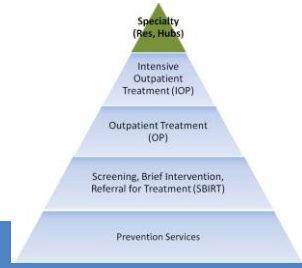 Specialty
(Res, Hubs)
Intensive
Outpatient
Treatment (IOP)
Outpatient Treatment
(OP)
Screening, Brief Intervention,
Referral for Treatment (SBIRT)
Prevention Services